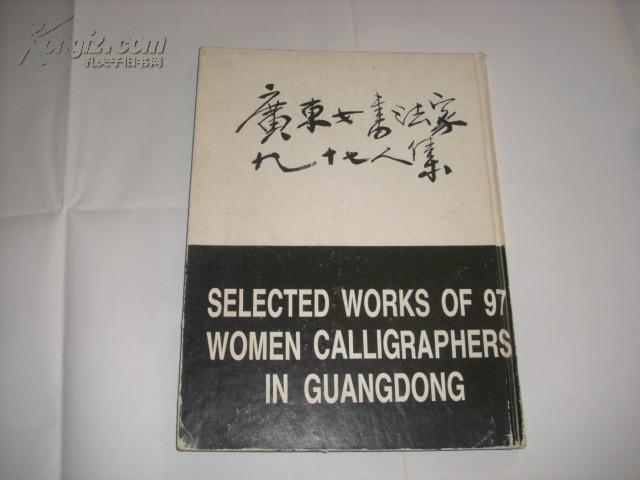 Kongfz.com
孔夫子旧书网
廣東女書法家
九十七人集
SELECTED WORKS OF 97
WOMEN CALLIGRAPHERS
IN GUANGDONG